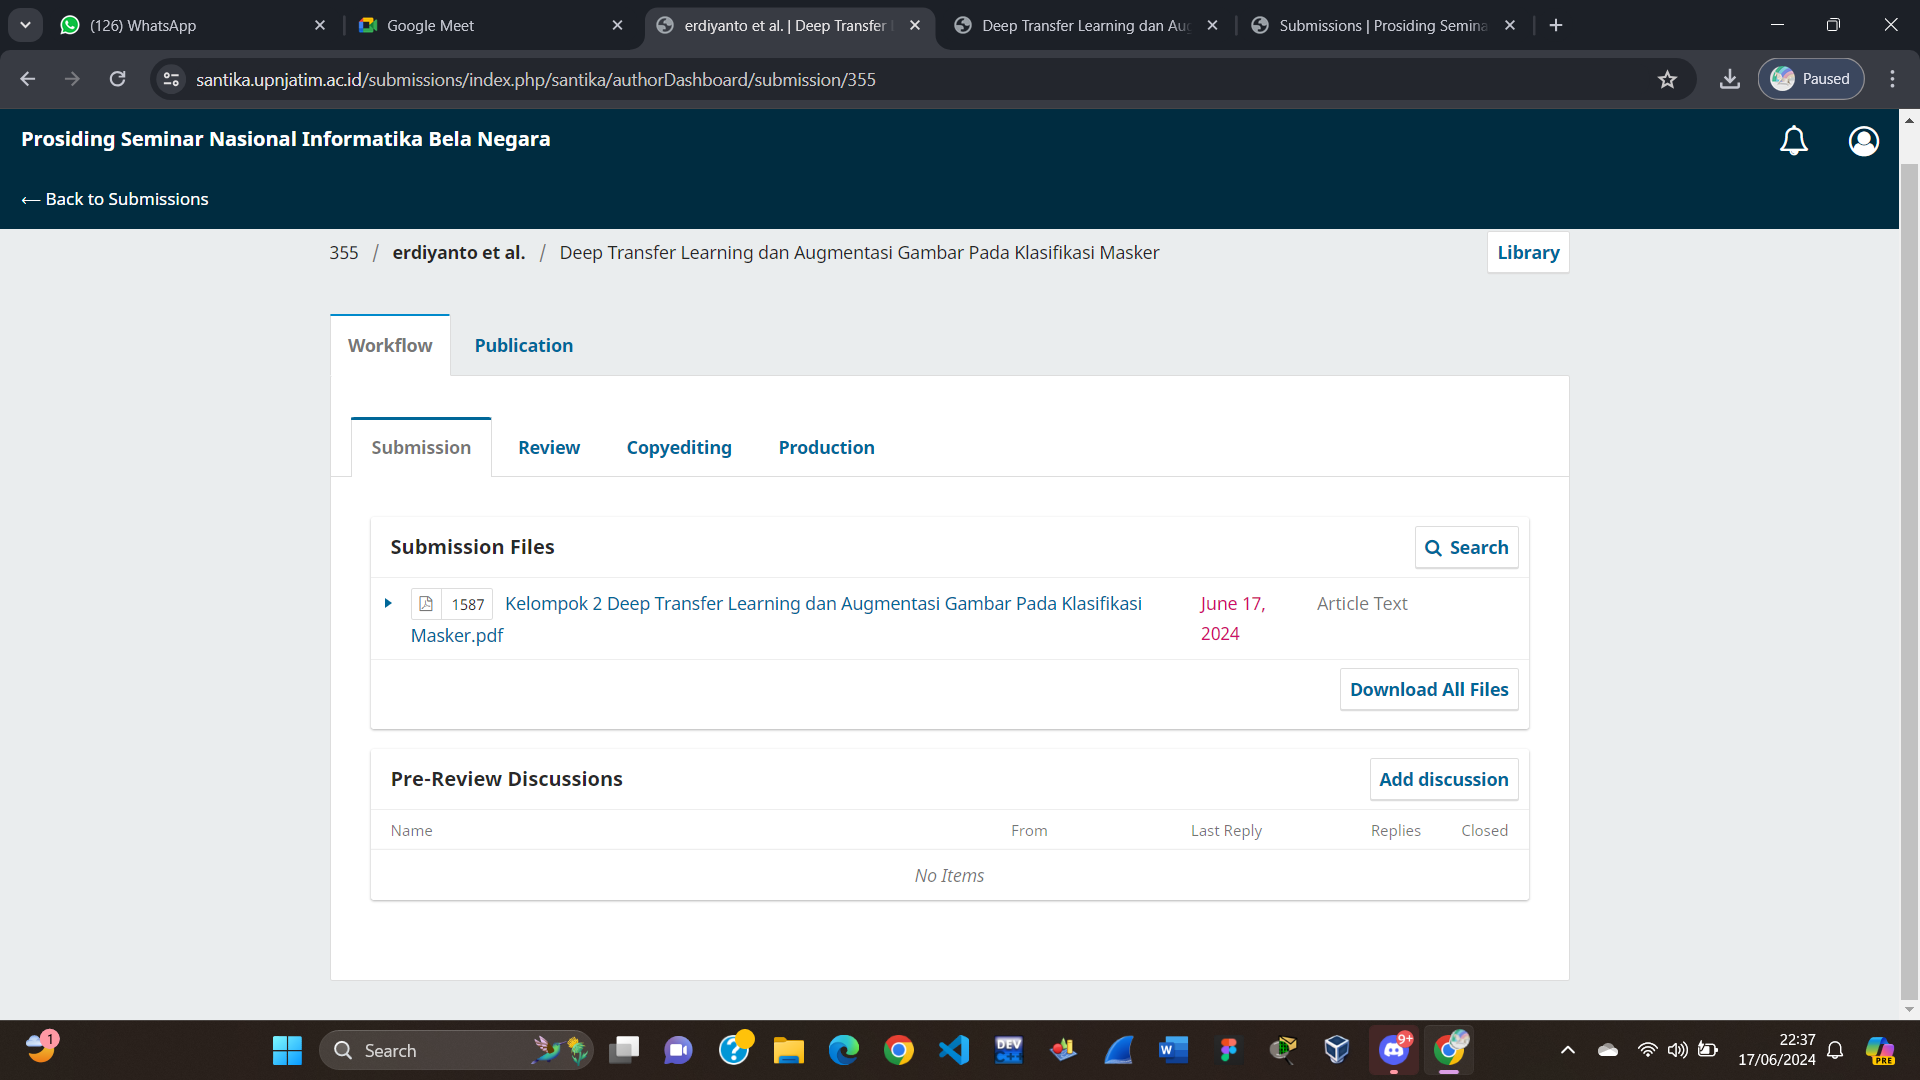 (126) WhatsApp
Google Meet
erdiyanto et al. | Deep Transfer
Deep Transfer Learning dan Aug
Submissions | Prosiding Semina
santika.upnjatim.ac.id/submissions/index.php/santika/authorDashboard/submission/355
Paused
Prosiding Seminar Nasional Informatika Bela Negara
← Back to Submissions
355 / erdiyanto et al. / Deep Transfer Learning dan Augmentasi Gambar Pada Klasifikasi Masker
Library
Workflow
Publication
Submission
Review
Copyediting
Production
Submission Files
Search
1587 Kelompok 2 Deep Transfer Learning dan Augmentasi Gambar Pada Klasifikasi
Masker.pdf
June 17,
2024
Article Text
Download All Files
Pre-Review Discussions
Add discussion
Name From Last Reply Replies Closed
No Items
1
Search
DEV
C++
W
9+
22:37
17/06/2024
PRE